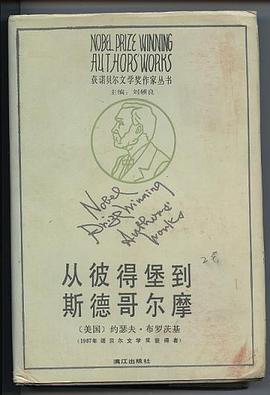 NOBEL PRIZE WINNING
AUTHORS' WORKS
获诺贝尔文学奖作家丛书
主编：刘硕良
Nobel
Prize Winning
Authors'
works
从彼得堡到
斯德哥尔摩
（美国）约瑟夫·布罗茨基
（1987年诺贝尔文学奖获得者）
漓江出版社